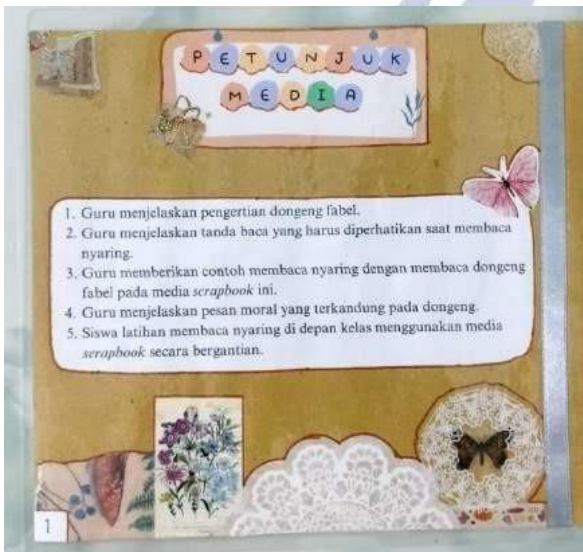 PETUNJUK
MEDIA
1. Guru menjelaskan pengertian dongeng fabel.
2. Guru menjelaskan tanda baca yang harus diperhatikan saat membaca
nyaring.
3. Guru memberikan contoh membaca nyaring dengan membaca dongeng
fabel pada media scrapbook ini.
4. Guru menjelaskan pesan moral yang terkandung pada dongeng.
5. Siswa latihan membaca nyaring di depan kelas menggunakan media
scrapbook secara bergantian.
1